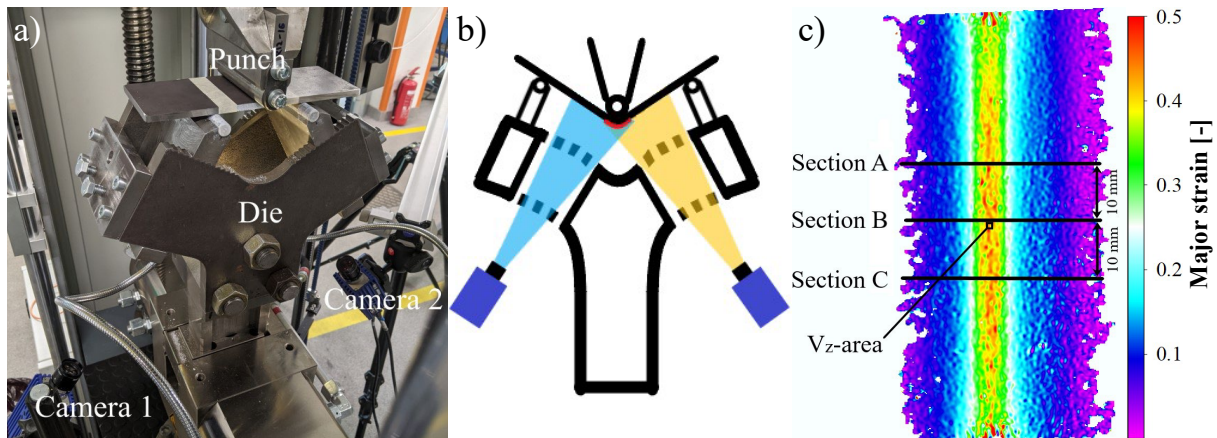 a)
Punch
Die
Camera 2
Camera 1
b)
c)
Section A
Section B
Section C
Vz-area
10 mm
10 mm
0.5
0.4
0.3
0.2
0.1
Major strain [-]